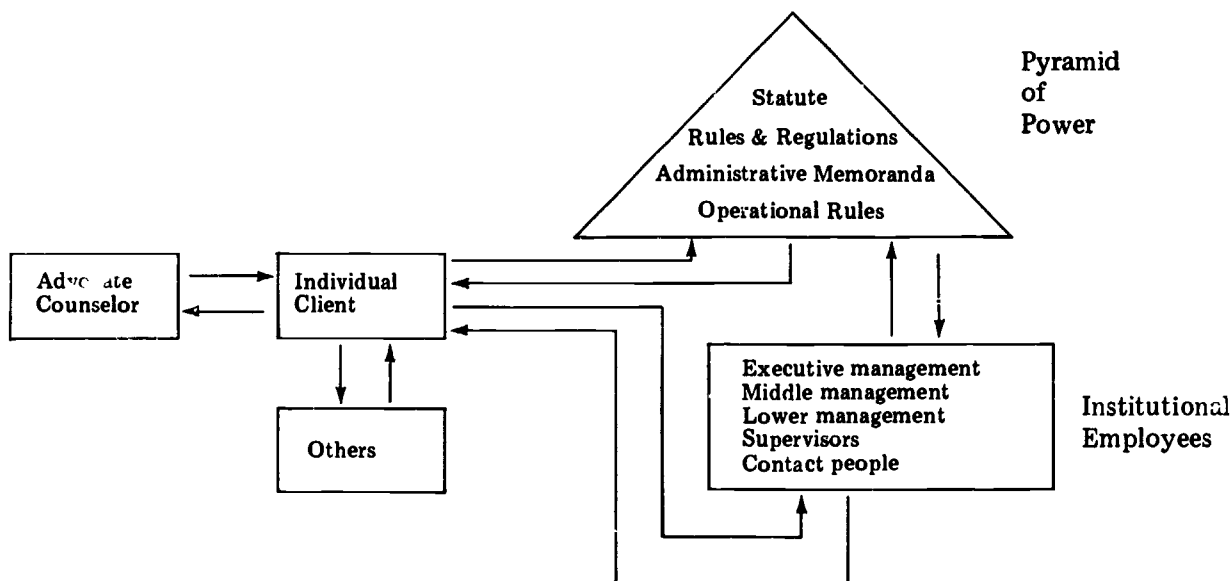 Pyramid
of
Power
Statute
Rules & Regulations
Administrative Memoranda
Operational Rules
Advocate
Counselor
Individual
Client
Others
Executive management
Middle management
Lower management
Supervisors
Contact people
Institutional
Employees